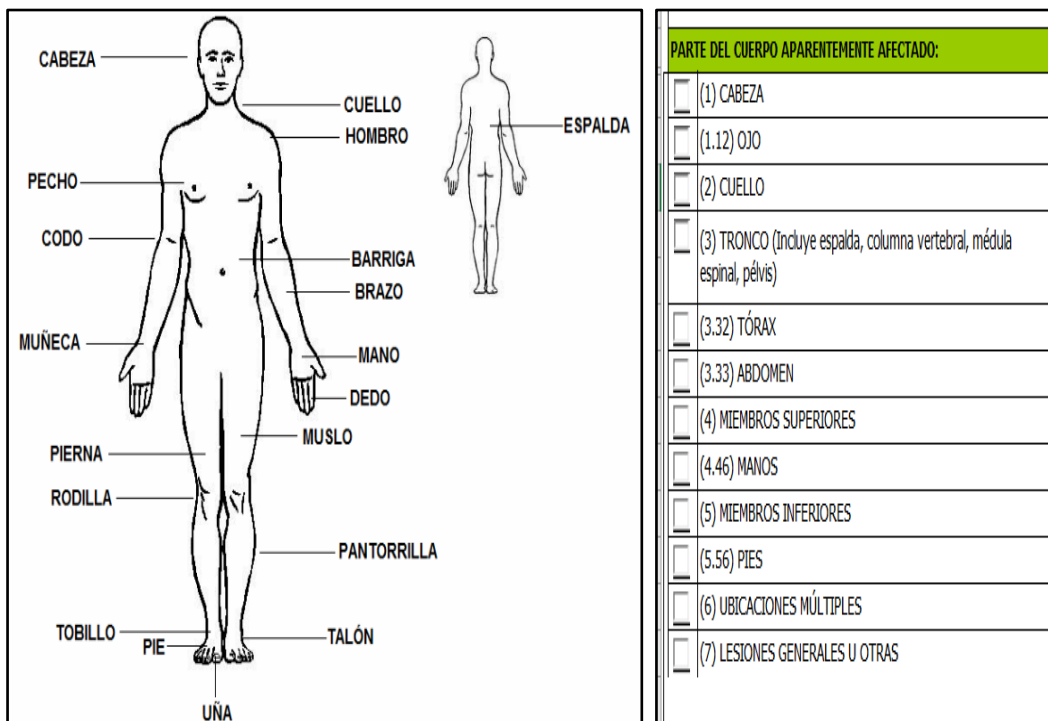 CABEZA
CUELLO
HOMBRO
ESPALDA
PECHO
CODO
BARRIGA
BRAZO
MUÑECA
MANO
DEDO
MUSLO
PIERNA
RODILLA
PANTORRILLA
TOBILLO
PIE
TALÓN
UÑA
PARTE DEL CUERPO APARENTEMENTE AFECTADO:
(1) CABEZA
(1.12) OJO
(2) CUELLO
(3) TRONCO (Incluye espalda, columna vertebral, médula
espinal, pélvis)
(3.32) TÓRAX
(3.33) ABDOMEN
(4) MIEMBROS SUPERIORES
(4.46) MANOS
(5) MIEMBROS INFERIORES
(5.56) PIES
(6) UBICACIONES MÚLTIPLES
(7) LESIONES GENERALES U OTRAS